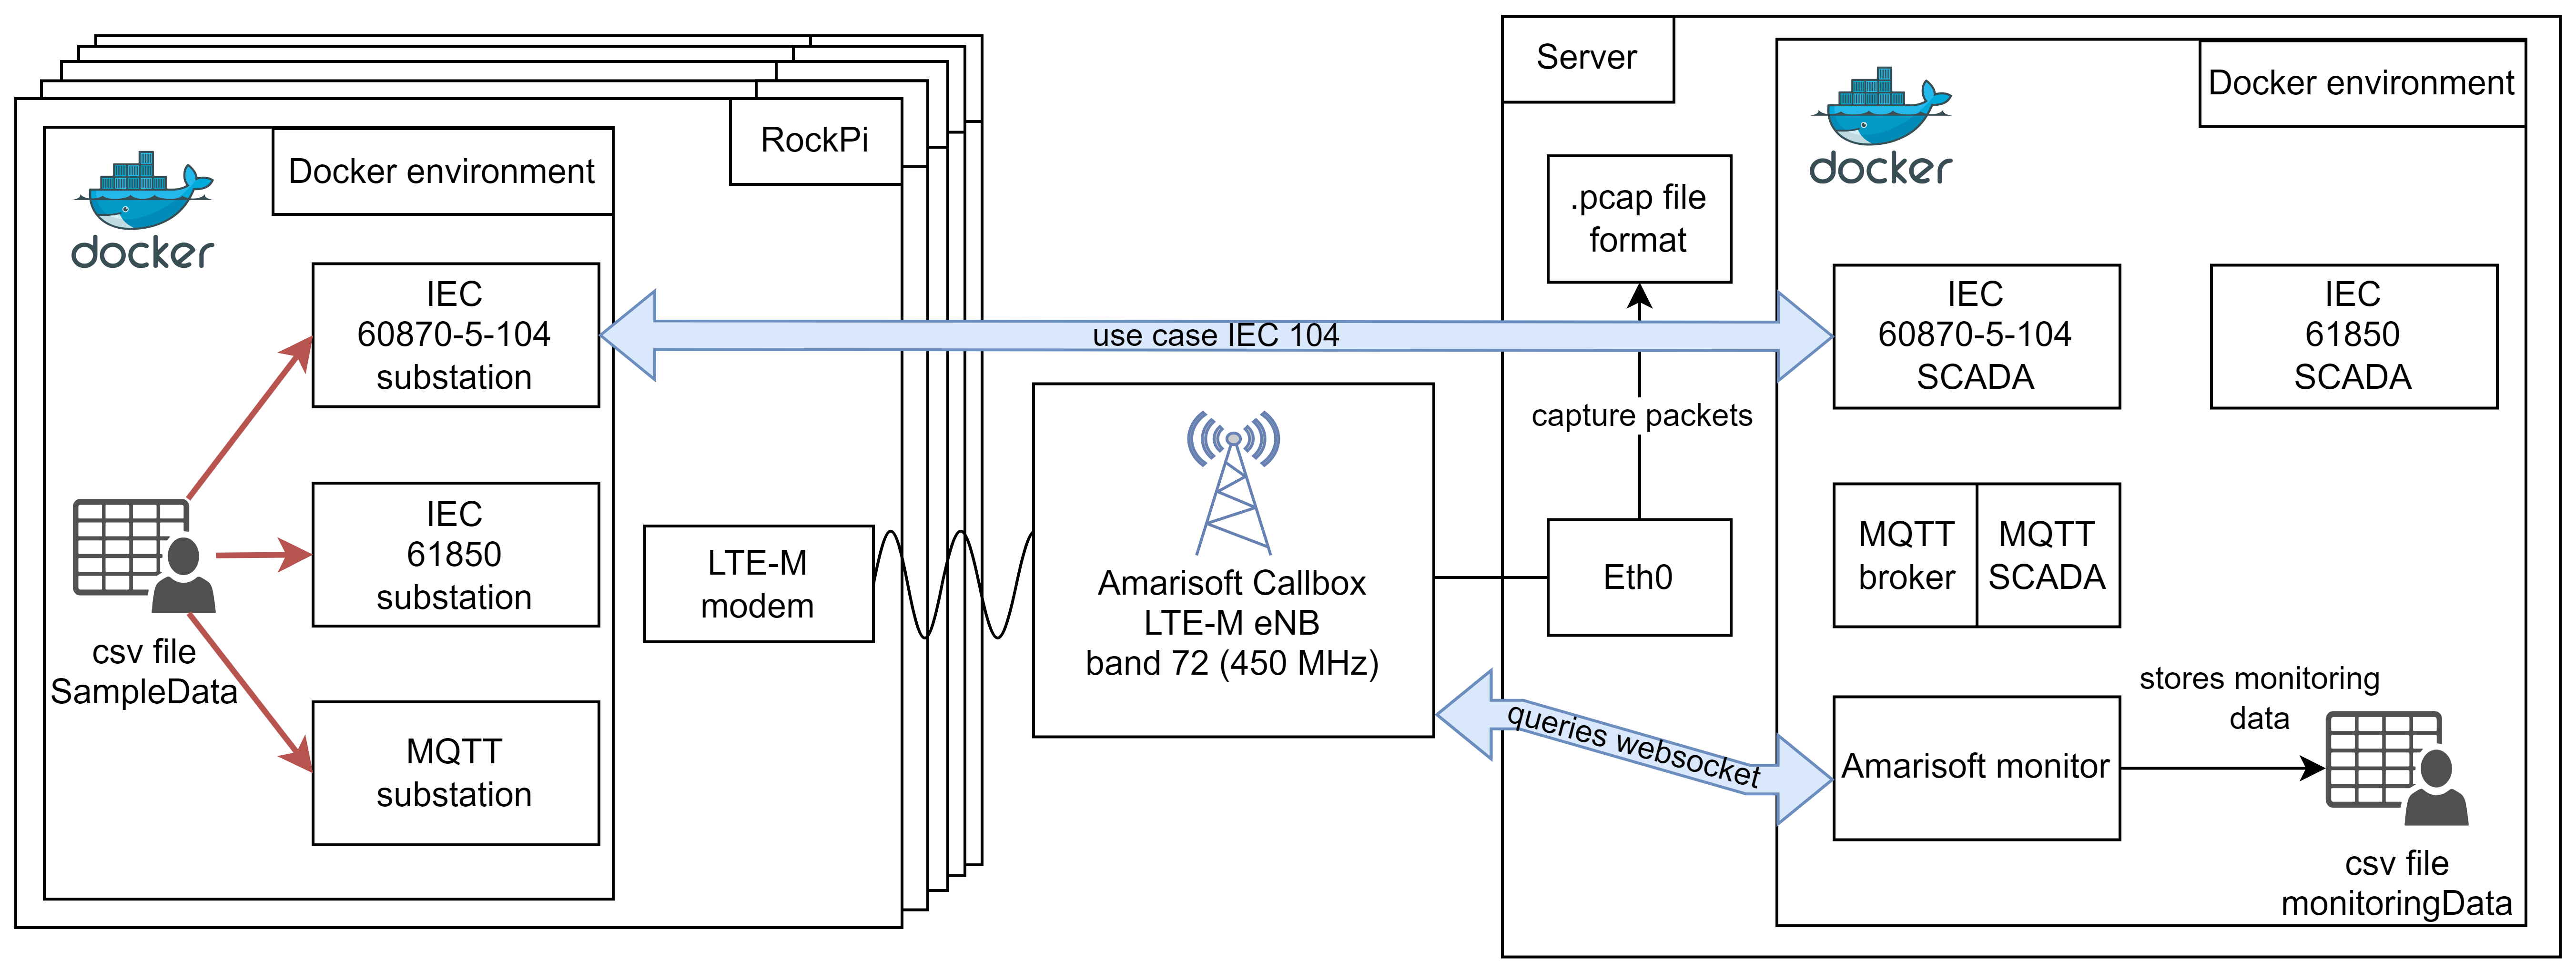 RockPi
Docker environment
docker
IEC
60870-5-104
substation
IEC
61850
substation
MQTT
substation
csv file
SampleData
LTE-M
modem
use case IEC 104
Amarisoft Callbox
LTE-M eNB
band 72 (450 MHz)
queries websocket
Server
.pcap file
format
capture packets
Eth0
Docker environment
docker
IEC
60870-5-104
SCADA
IEC
61850
SCADA
MQTT
broker
MQTT
SCADA
Amarisoft monitor
stores monitoring
data
csv file
monitoringData